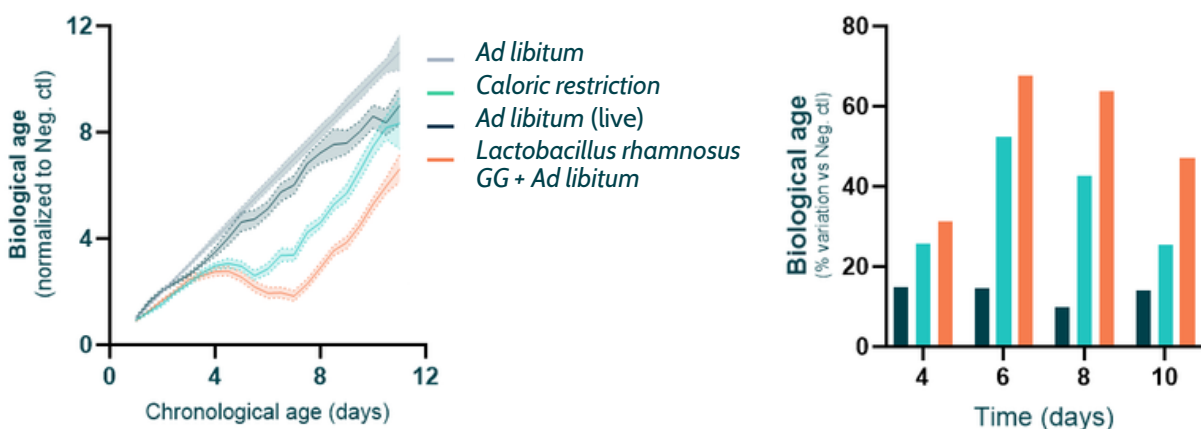 12
8
4
0
Biological age
(normalized to Neg. ctl)
0 4 8 12
Chronological age (days)
Ad libitum
Caloric restriction
Ad libitum (live)
Lactobacillus rhamnosus
GG + Ad libitum
80
60
40
20
0
Biological age
(% variation vs Neg. ctl)
4 6 8 10
Time (days)